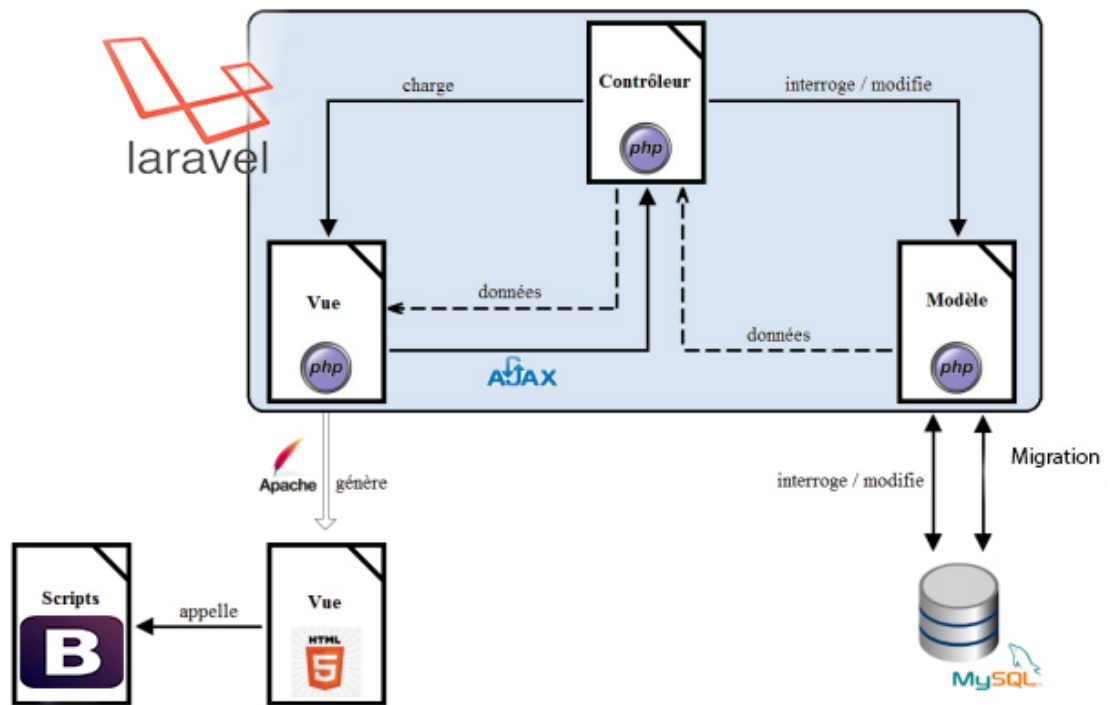 laravel
charge
Contrôleur
php
interroge / modifie
Vue
php
données
AJAX
données
Modèle
php
Apache
génère
interroge / modifie
Migration
Scripts
B
appelle
Vue
HTML
5
MySQL